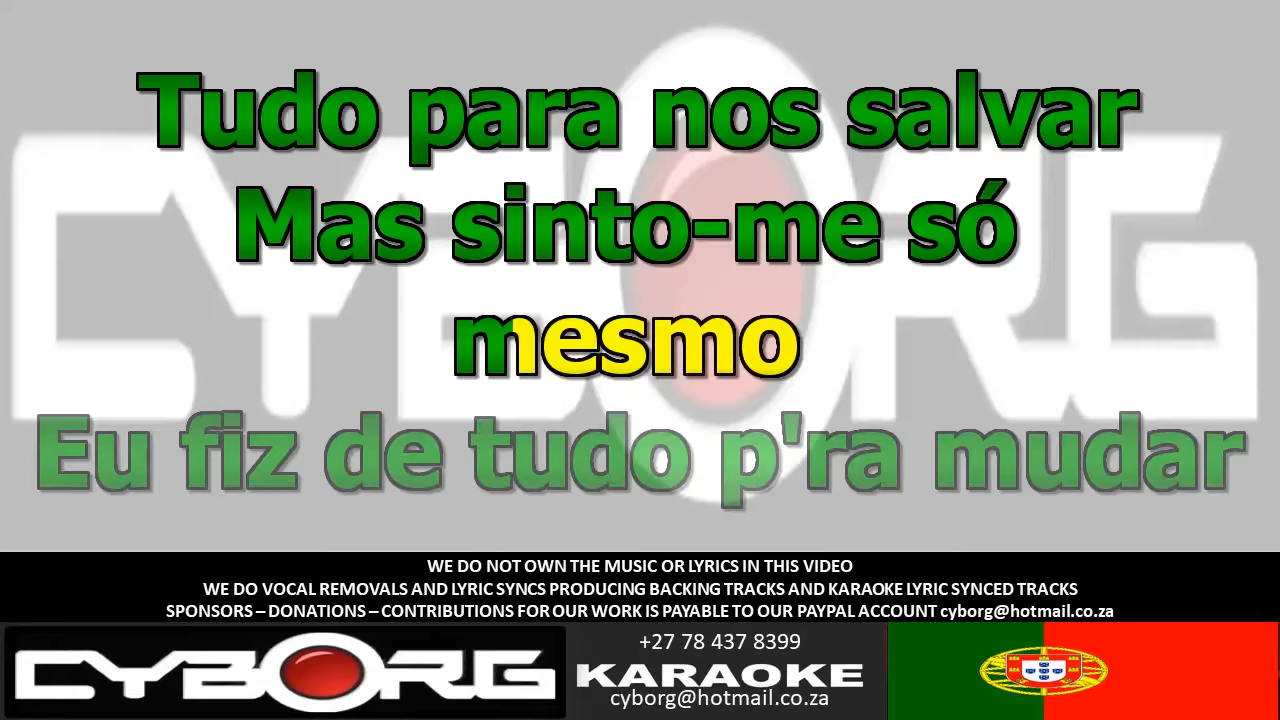 Tudo para nos salvar
Mas sinto-me só
mesmo
Eu fiz de tudo p'ra mudar
WE DO NOT OWN THE MUSIC OR LYRICS IN THIS VIDEO
WE DO VOCAL REMOVALS AND LYRIC SYNCS PRODUCING BACKING TRACKS AND KARAOKE LYRIC SYNCED TRACKS
SPONSORS – DONATIONS – CONTRIBUTIONS FOR OUR WORK IS PAYABLE TO OUR PAYPAL ACCOUNT cyborg@hotmail.co.za
CYBORG
+27 78 437 8399
KARAOKE
cyborg@hotmail.co.za
CYBORG